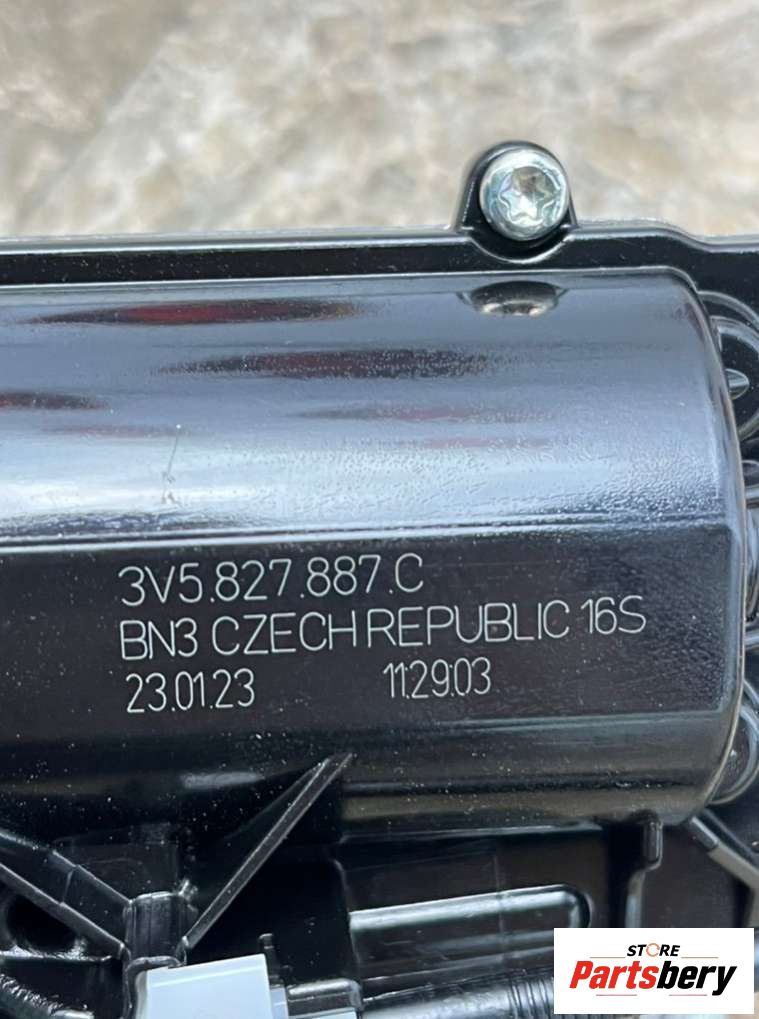 3V5.827.887.C
BN3 CZECH REPUBLIC 16S
23.01.23 11:29:03
STORE
Partsbery